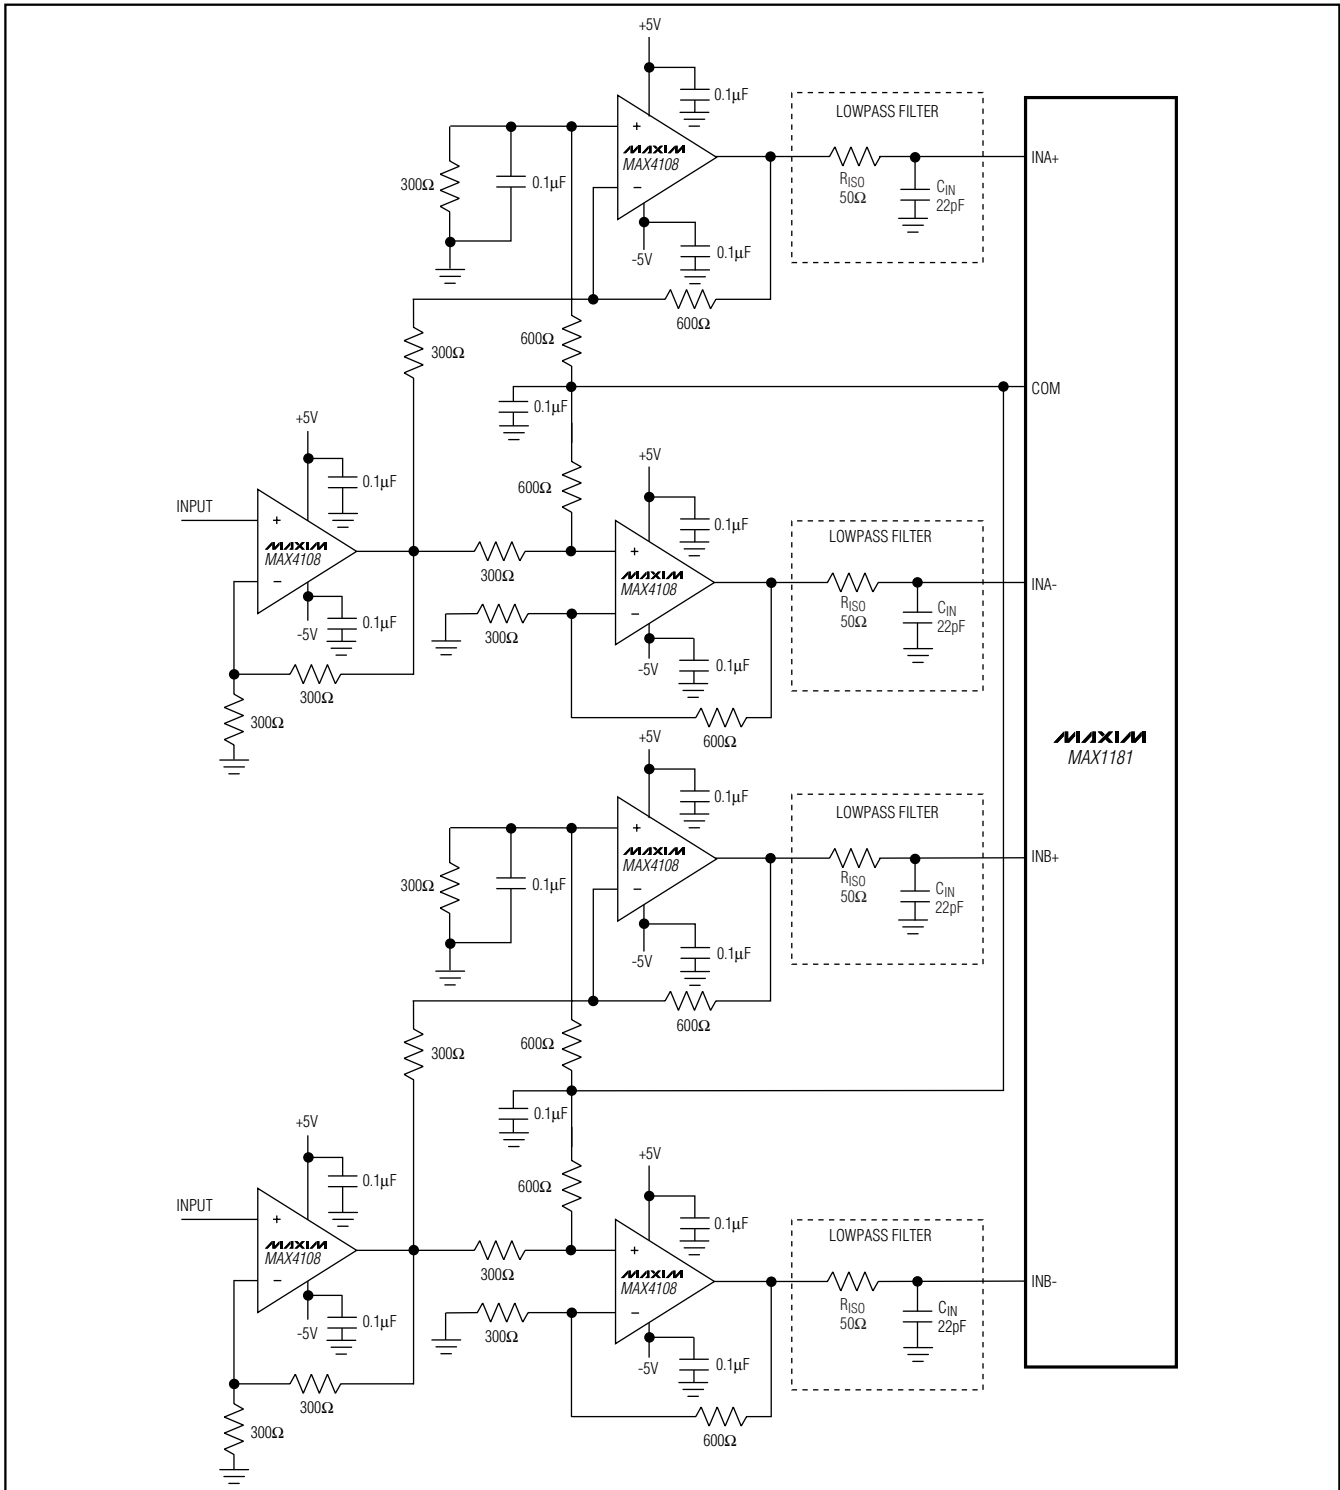 +5V
0.1µF
LOWPASS FILTER
MAXIM
MAX4108
+
−
300Ω
0.1µF
RISO
50Ω
CIN
22pF
INA+
-5V
0.1µF
600Ω
300Ω
600Ω
COM
0.1µF
+5V
0.1µF
INPUT
+
−
MAXIM
MAX4108
-5V
0.1µF
300Ω
300Ω
600Ω
300Ω
300Ω
+5V
0.1µF
+
−
MAXIM
MAX4108
-5V
0.1µF
600Ω
LOWPASS FILTER
RISO
50Ω
CIN
22pF
INA-
MAXIM
MAX1181
+5V
0.1µF
LOWPASS FILTER
MAXIM
MAX4108
+
−
300Ω
0.1µF
RISO
50Ω
CIN
22pF
INB+
-5V
0.1µF
600Ω
300Ω
600Ω
0.1µF
+5V
0.1µF
INPUT
+
−
MAXIM
MAX4108
-5V
0.1µF
300Ω
300Ω
600Ω
300Ω
300Ω
+5V
0.1µF
+
−
MAXIM
MAX4108
-5V
0.1µF
600Ω
LOWPASS FILTER
RISO
50Ω
CIN
22pF
INB-